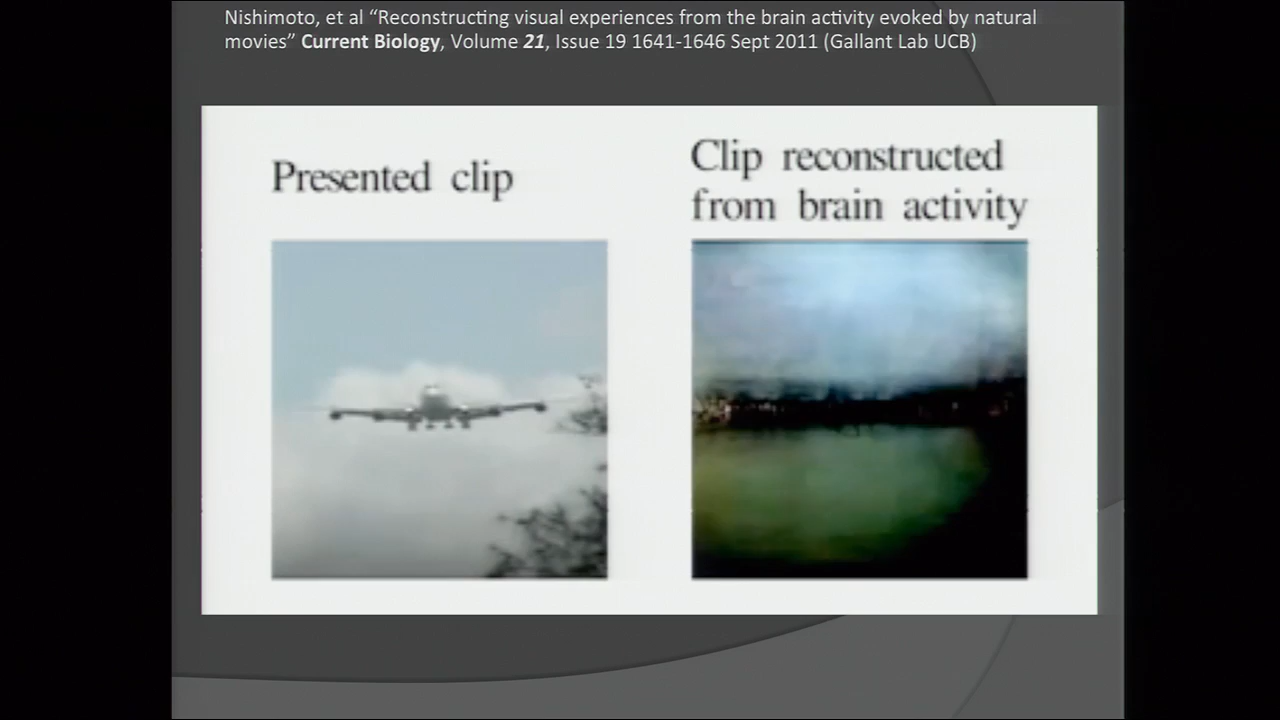 Nishimoto, et al “Reconstructing visual experiences from the brain activity evoked by natural
movies” Current Biology, Volume 21, Issue 19 1641-1646 Sept 2011 (Gallant Lab UCB)
Presented clip
Clip reconstructed
from brain activity